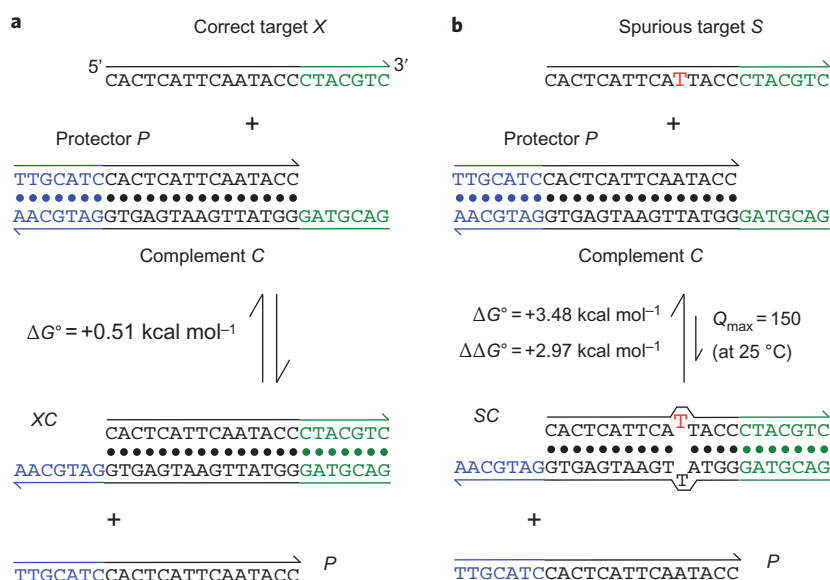 a
Correct target X
5′ CACTCATTCAATACCCTACGTC 3′
+
Protector P
TTGCATCCACTCATTCAATACC
AACGTAGGTGAGTAAGTTATGGGATGCAG
Complement C
ΔG° = +0.51 kcal mol⁻¹
XC
CACTCATTCAATACCCTACGTC
AACGTAGGTGAGTAAGTTATGGGATGCAG
+
TTGCATCCACTCATTCAATACC P
b
Spurious target S
CACTCATTCATTACCCTACGTC
+
Protector P
TTGCATCCACTCATTCAATACC
AACGTAGGTGAGTAAGTTATGGGATGCAG
Complement C
ΔG° = +3.48 kcal mol⁻¹
ΔΔG° = +2.97 kcal mol⁻¹
Qmax = 150
(at 25 °C)
SC
CACTCATTCATTACCCTACGTC
AACGTAGGTGAGTAAGTTATGGGATGCAG
+
TTGCATCCACTCATTCAATACC P